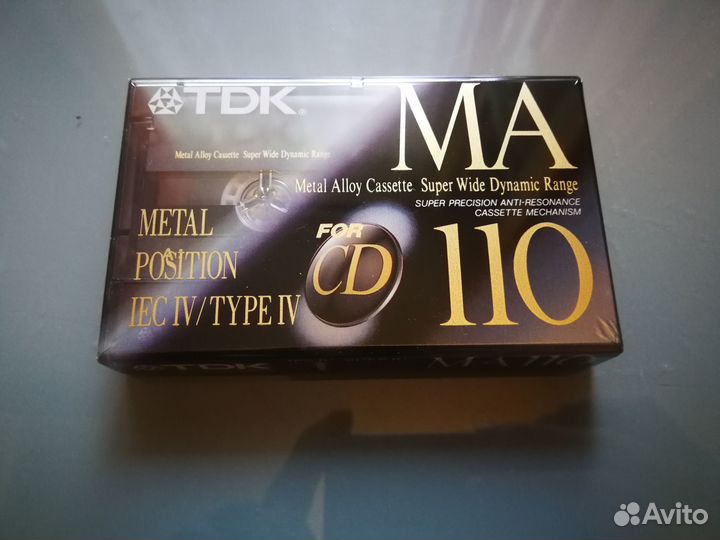 TDK®
MA
Metal Alloy Cassette Super Wide Dynamic Range
Metal Alloy Cassette Super Wide Dynamic Range
SUPER PRECISION ANTI-RESONANCE
CASSETTE MECHANISM
METAL
POSITION
IEC IV/TYPE IV
FOR
CD
110
TDK
MA110
Avito